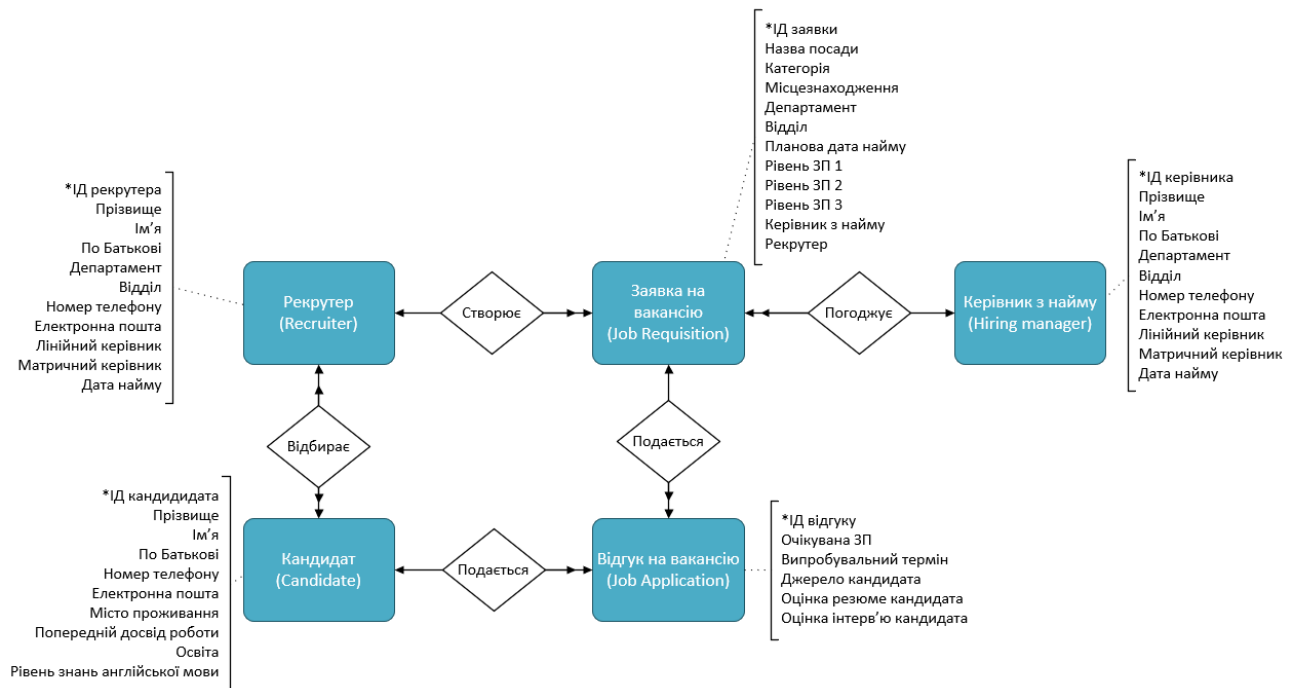 *ІД заявки
Назва посади
Категорія
Місцезнаходження
Департамент
Відділ
Планова дата найму
Рівень ЗП 1
Рівень ЗП 2
Рівень ЗП 3
Керівник з найму
Рекрутер
*ІД рекрутера
Прізвище
Ім’я
По Батькові
Департамент
Відділ
Номер телефону
Електронна пошта
Лінійний керівник
Матричний керівник
Дата найму
*ІД керівника
Прізвище
Ім’я
По Батькові
Департамент
Відділ
Номер телефону
Електронна пошта
Лінійний керівник
Матричний керівник
Дата найму
Рекрутер
(Recruiter)
Створює
Заявка на
вакансію
(Job Requisition)
Погоджує
Керівник з найму
(Hiring manager)
Відбирає
Подається
*ІД кандидидата
Прізвище
Ім’я
По Батькові
Номер телефону
Електронна пошта
Місто проживання
Попередній досвід роботи
Освіта
Рівень знань англійської мови
Кандидат
(Candidate)
Подається
Відгук на вакансію
(Job Application)
*ІД відгуку
Очікувана ЗП
Випробувальний термін
Джерело кандидата
Оцінка резюме кандидата
Оцінка інтерв’ю кандидата